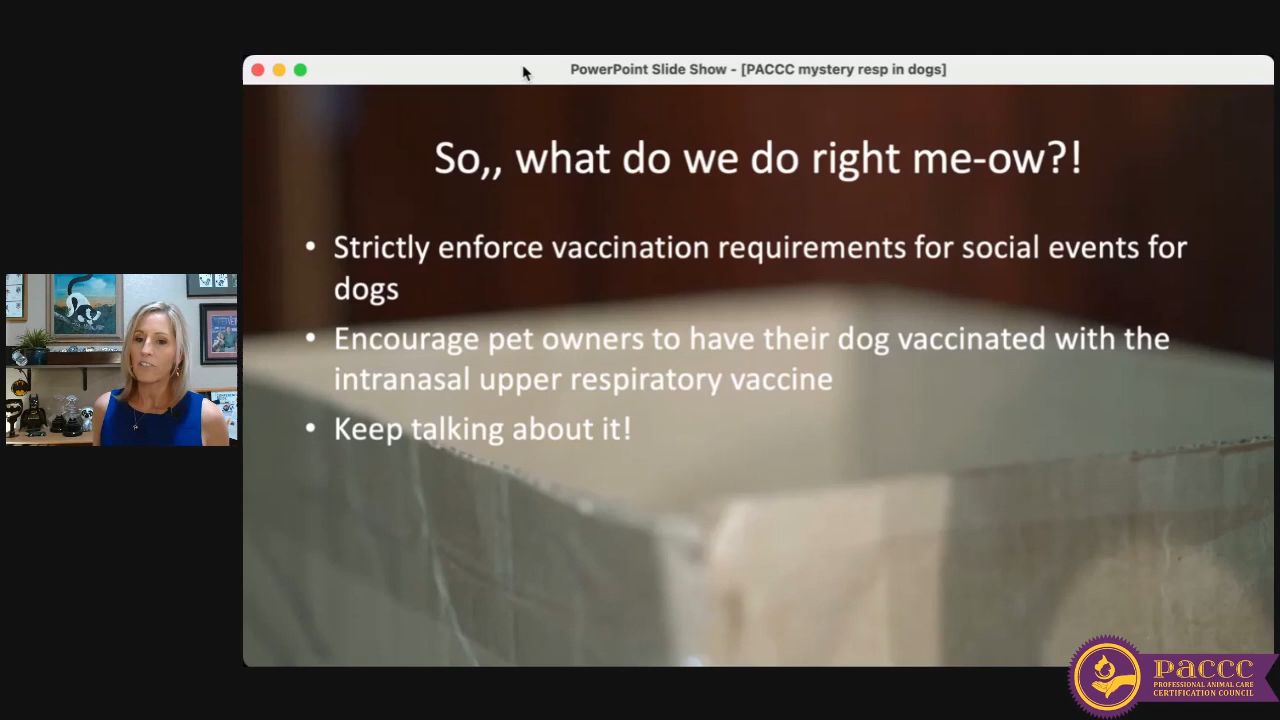 PowerPoint Slide Show - [PACCC mystery resp in dogs]
So,, what do we do right me-ow?!
• Strictly enforce vaccination requirements for social events for
dogs
• Encourage pet owners to have their dog vaccinated with the
intranasal upper respiratory vaccine
• Keep talking about it!
PACCC
PROFESSIONAL ANIMAL CARE
CERTIFICATION COUNCIL